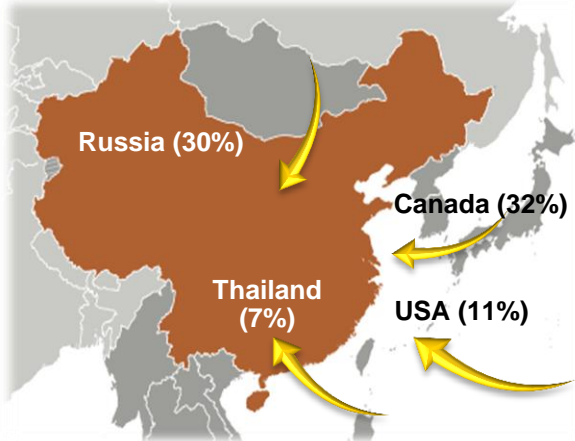 Russia (30%)
Canada (32%)
Thailand
(7%)
USA (11%)